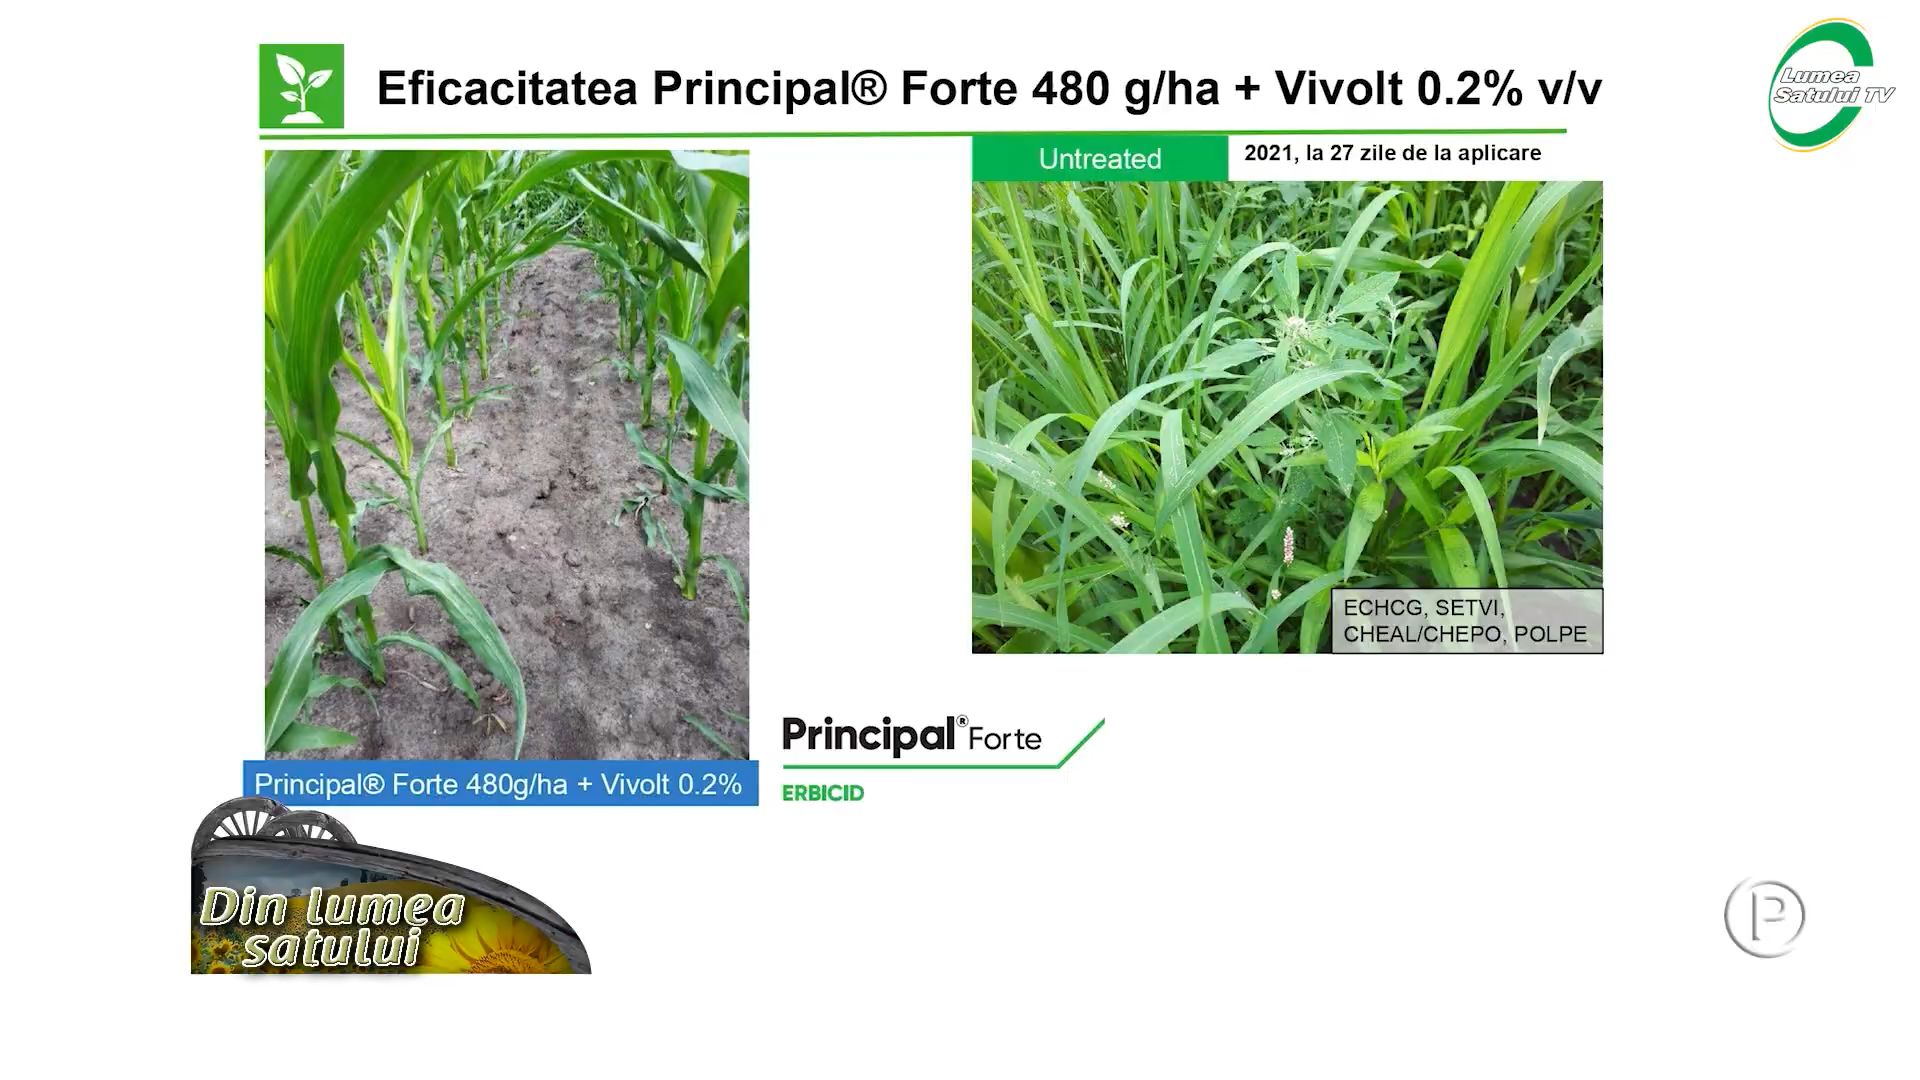 Eficacitatea Principal® Forte 480 g/ha + Vivolt 0.2% v/v
Lumea
Satului TV
Untreated
2021, la 27 zile de la aplicare
ECHCG, SETVI,
CHEAL/CHEPO, POLPE
Principal® Forte
ERBICID
Principal® Forte 480g/ha + Vivolt 0.2%
Din lumea
satului
P